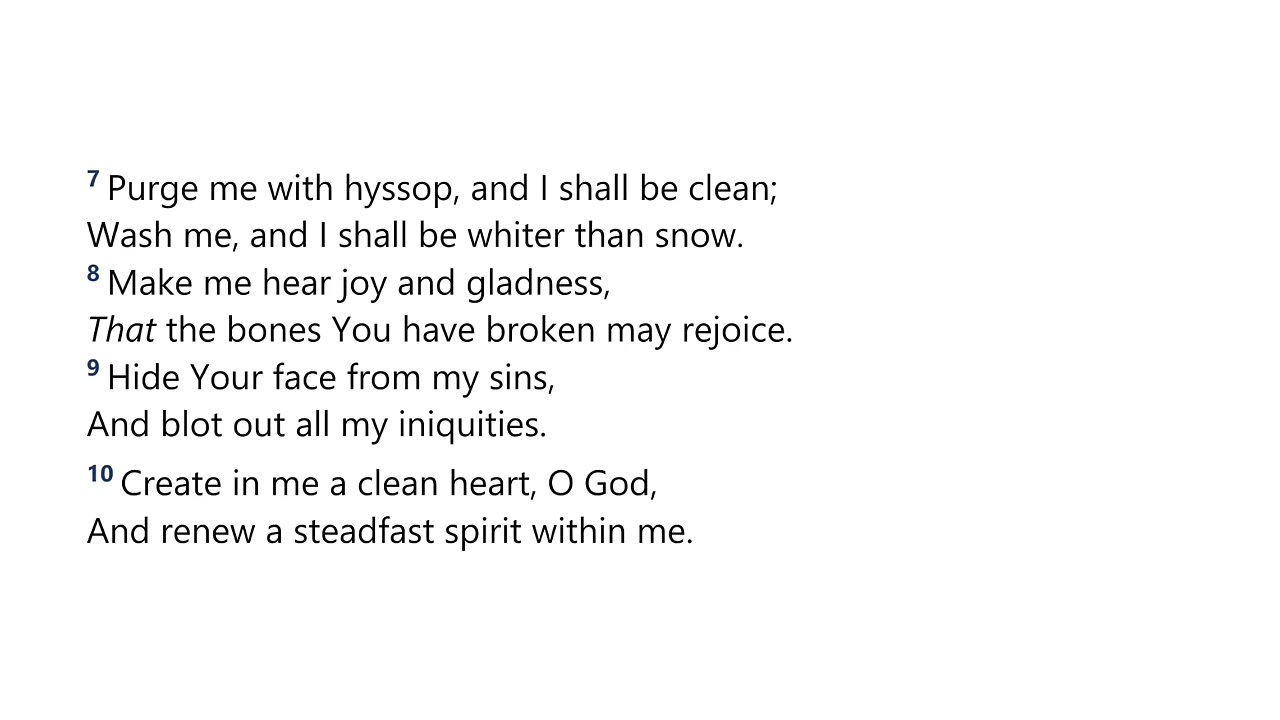 7 Purge me with hyssop, and I shall be clean;
Wash me, and I shall be whiter than snow.
8 Make me hear joy and gladness,
That the bones You have broken may rejoice.
9 Hide Your face from my sins,
And blot out all my iniquities.
10 Create in me a clean heart, O God,
And renew a steadfast spirit within me.